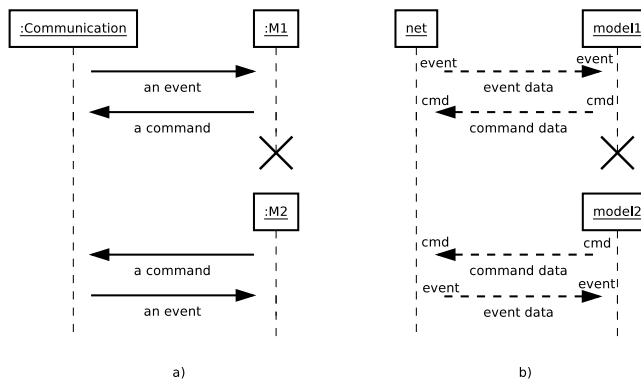 :Communication
:M1
an event
a command
:M2
a command
an event
a)
net
model1
event
event
event data
cmd
cmd
command data
model2
cmd
cmd
command data
event
event
event data
b)